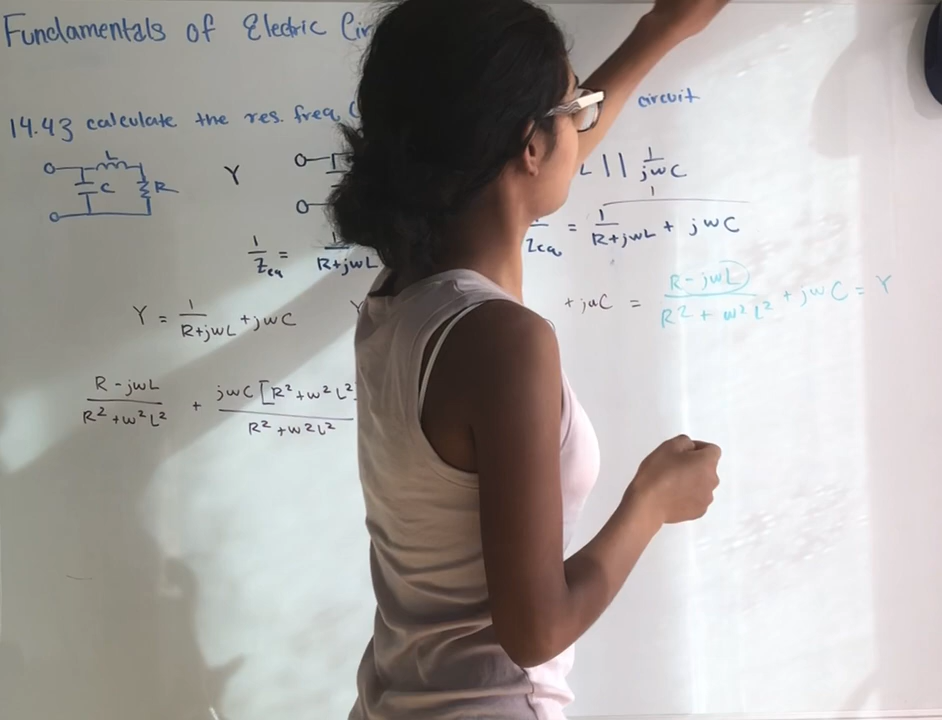 Fundamentals of Electric
14.43 calculate the res. freq circuit
L C R Y || 1/jwC
1/Zeq = 1/R+jwL 1/Zeq = 1/(R+jwL) + jwC
Y = 1/R+jwL + jwC + jwC = R-jwL/R²+w²L² + jwC = Y
R-jwL/R²+w²L² + jwC[R²+w²L²]/R²+w²L²